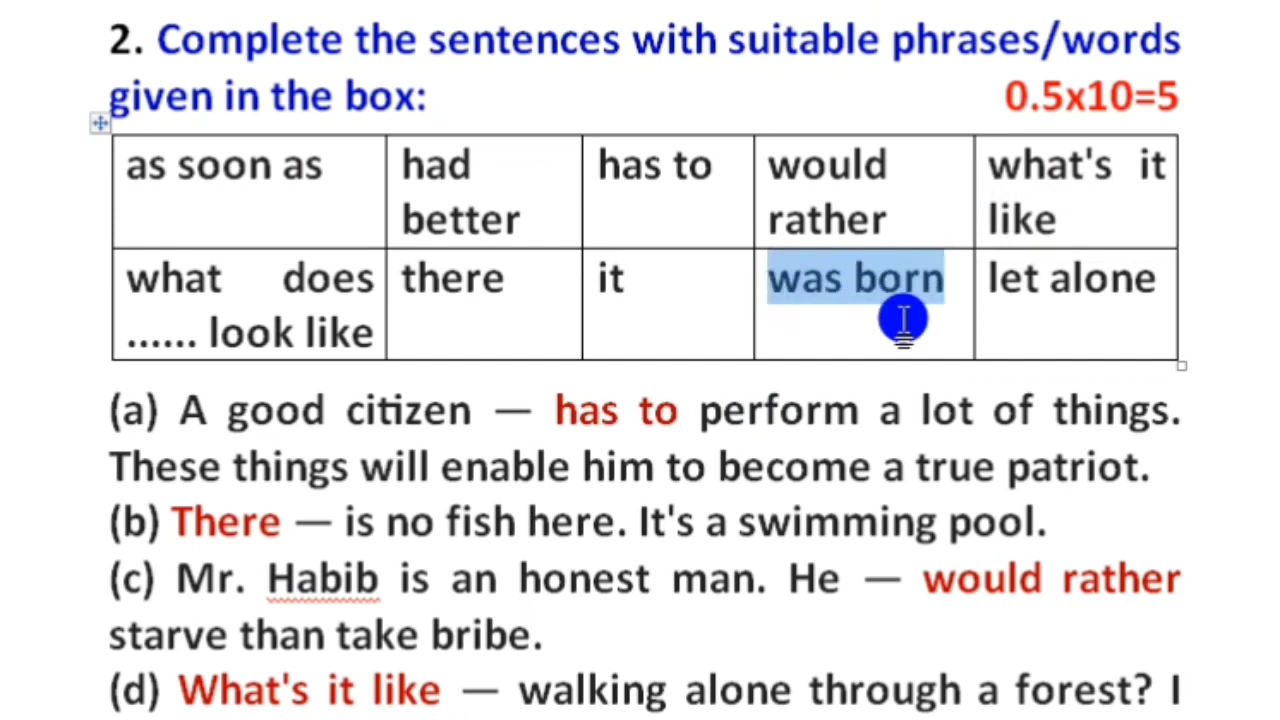 2. Complete the sentences with suitable phrases/words
given in the box: 0.5x10=5
as soon as had better has to would rather what's it like
what does ...... look like there it was born let alone
(a) A good citizen — has to perform a lot of things.
These things will enable him to become a true patriot.
(b) There — is no fish here. It's a swimming pool.
(c) Mr. Habib is an honest man. He — would rather
starve than take bribe.
(d) What's it like — walking alone through a forest? I